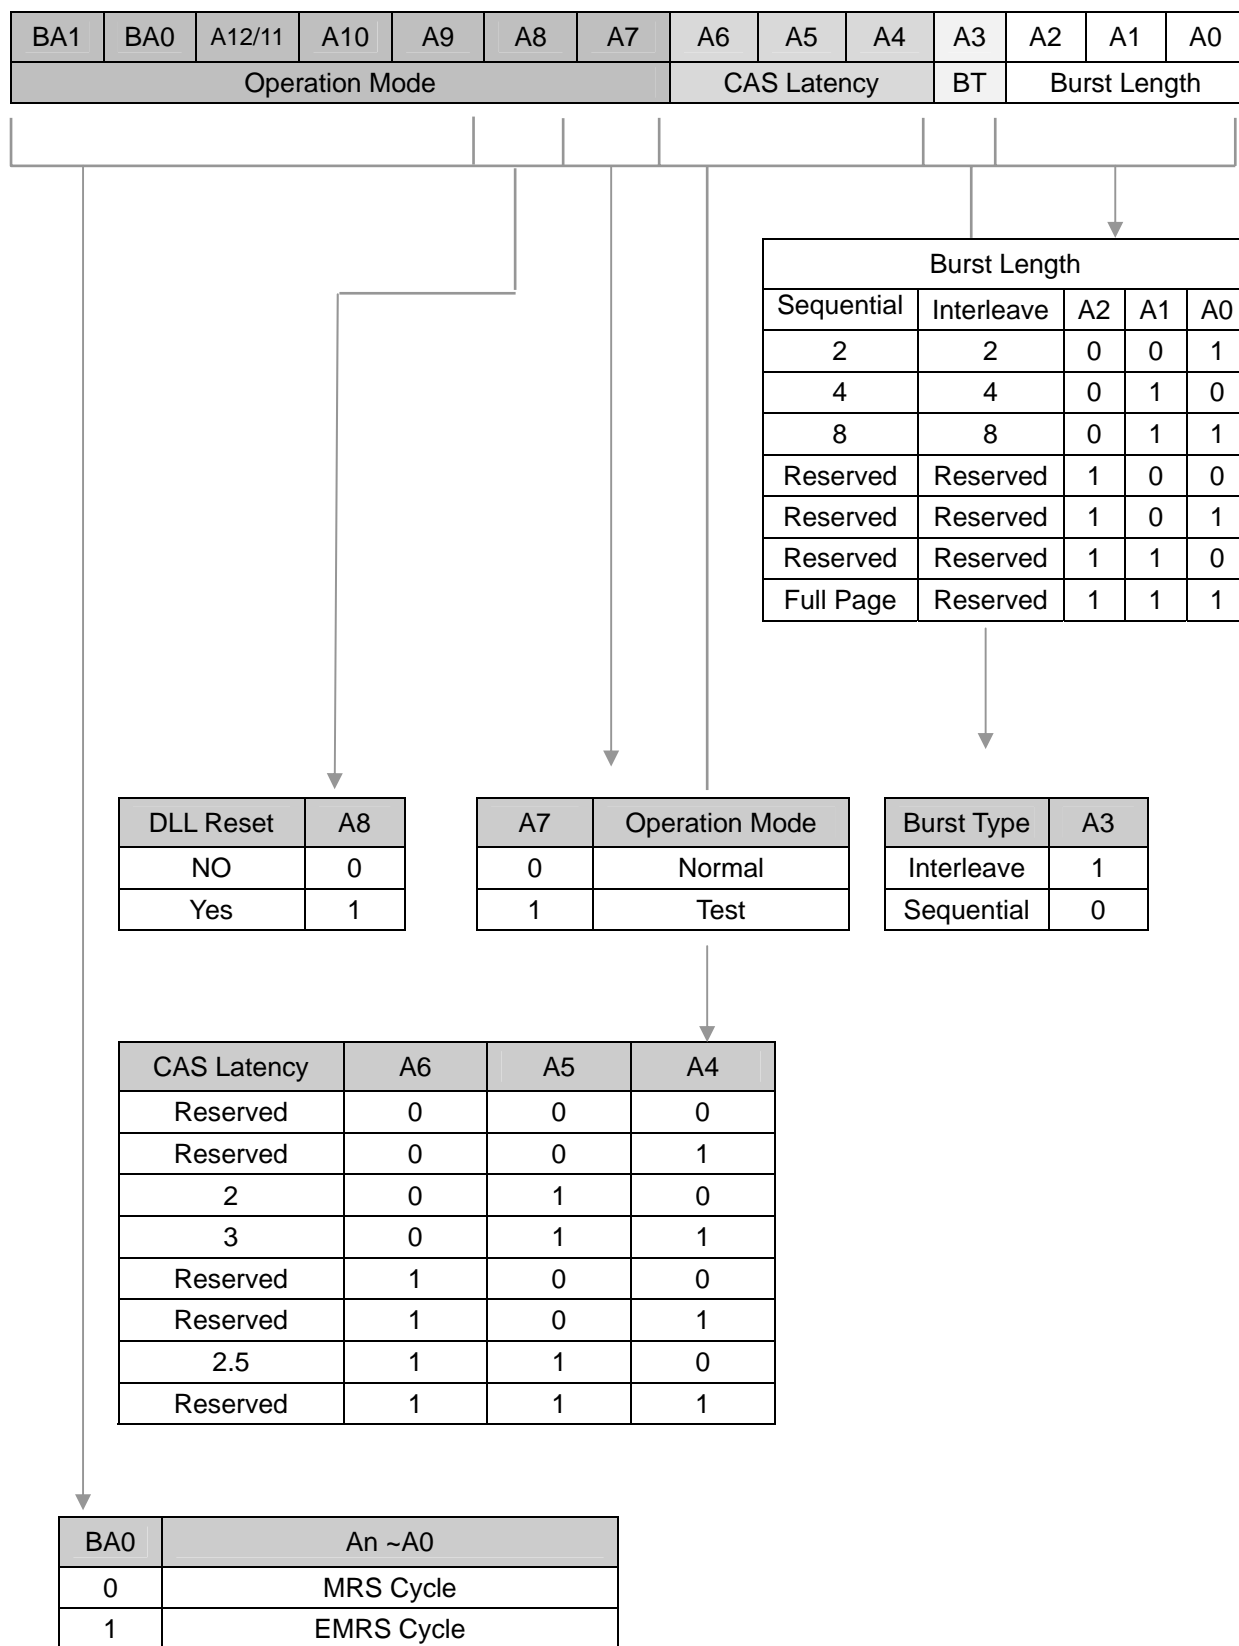 BA1 BA0 A12/11 A10 A9 A8 A7 A6 A5 A4 A3 A2 A1 A0
Operation Mode CAS Latency BT Burst Length
Burst Length
Sequential Interleave A2 A1 A0
2 2 0 0 1
4 4 0 1 0
8 8 0 1 1
Reserved Reserved 1 0 0
Reserved Reserved 1 0 1
Reserved Reserved 1 1 0
Full Page Reserved 1 1 1
DLL Reset A8
NO 0
Yes 1
A7 Operation Mode
0 Normal
1 Test
Burst Type A3
Interleave 1
Sequential 0
CAS Latency A6 A5 A4
Reserved 0 0 0
Reserved 0 0 1
2 0 1 0
3 0 1 1
Reserved 1 0 0
Reserved 1 0 1
2.5 1 1 0
Reserved 1 1 1
BA0 An ~A0
0 MRS Cycle
1 EMRS Cycle